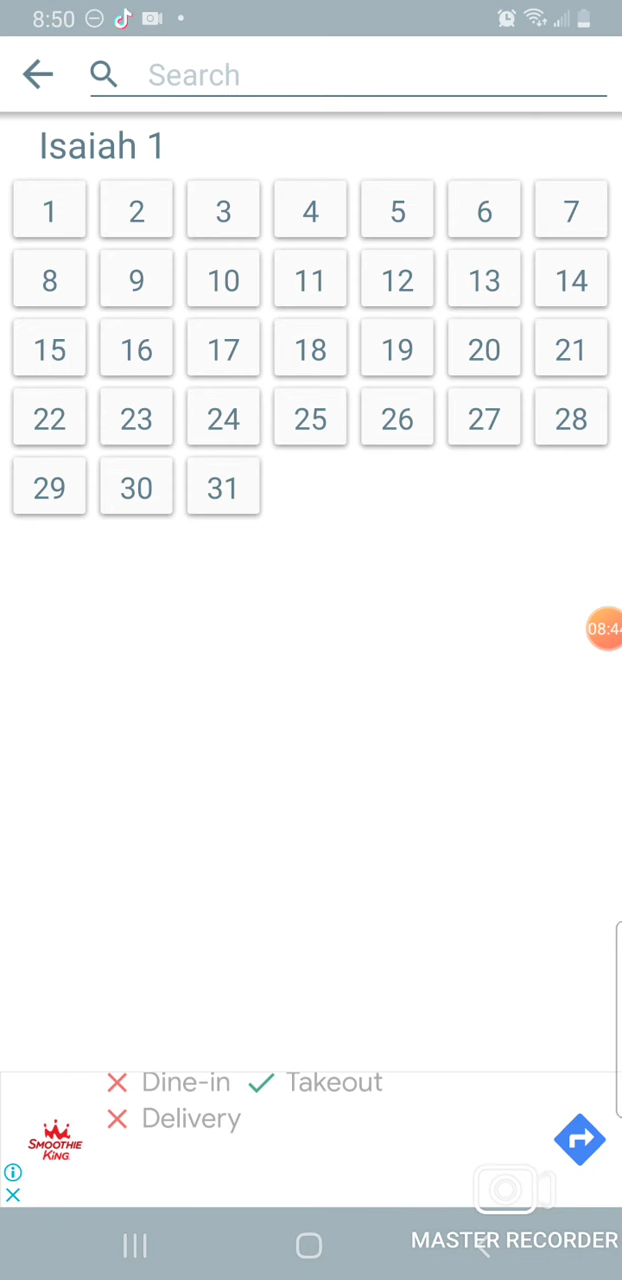 8:50
Search
Isaiah 1
1 2 3 4 5 6 7
8 9 10 11 12 13 14
15 16 17 18 19 20 21
22 23 24 25 26 27 28
29 30 31
08:44
Dine-in Takeout
Delivery
SMOOTHIE
KING
MASTER RECORDER